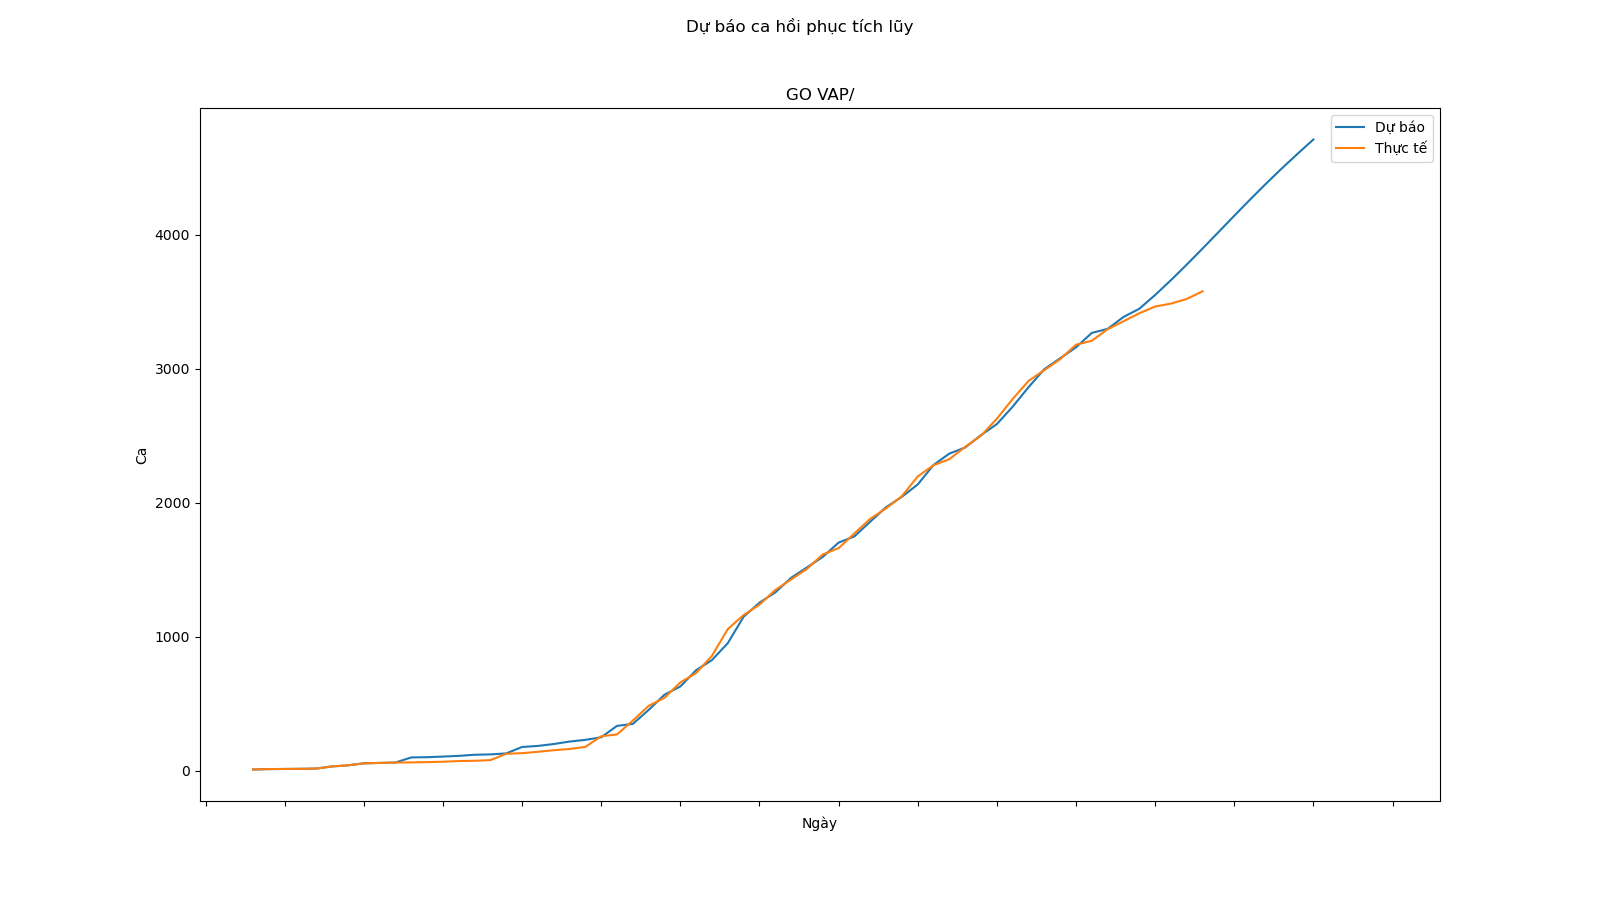 Dự báo ca hồi phục tích lũy
GO VAP/
Dự báo
Thực tế
4000
3000
2000
1000
0
Ca
Ngày